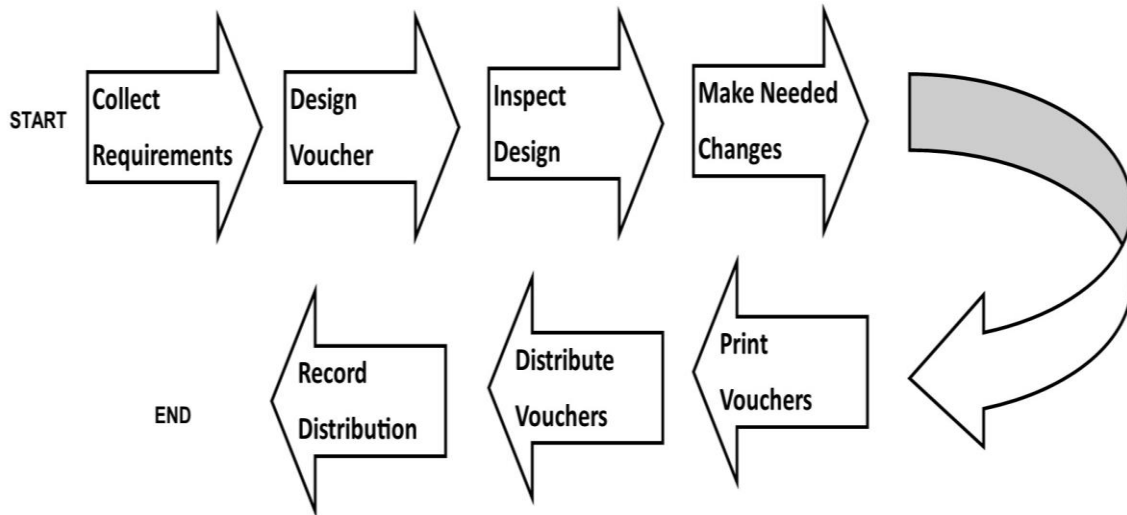 START
Collect
Requirements
Design
Voucher
Inspect
Design
Make Needed
Changes
Print
Vouchers
Distribute
Vouchers
Record
Distribution
END